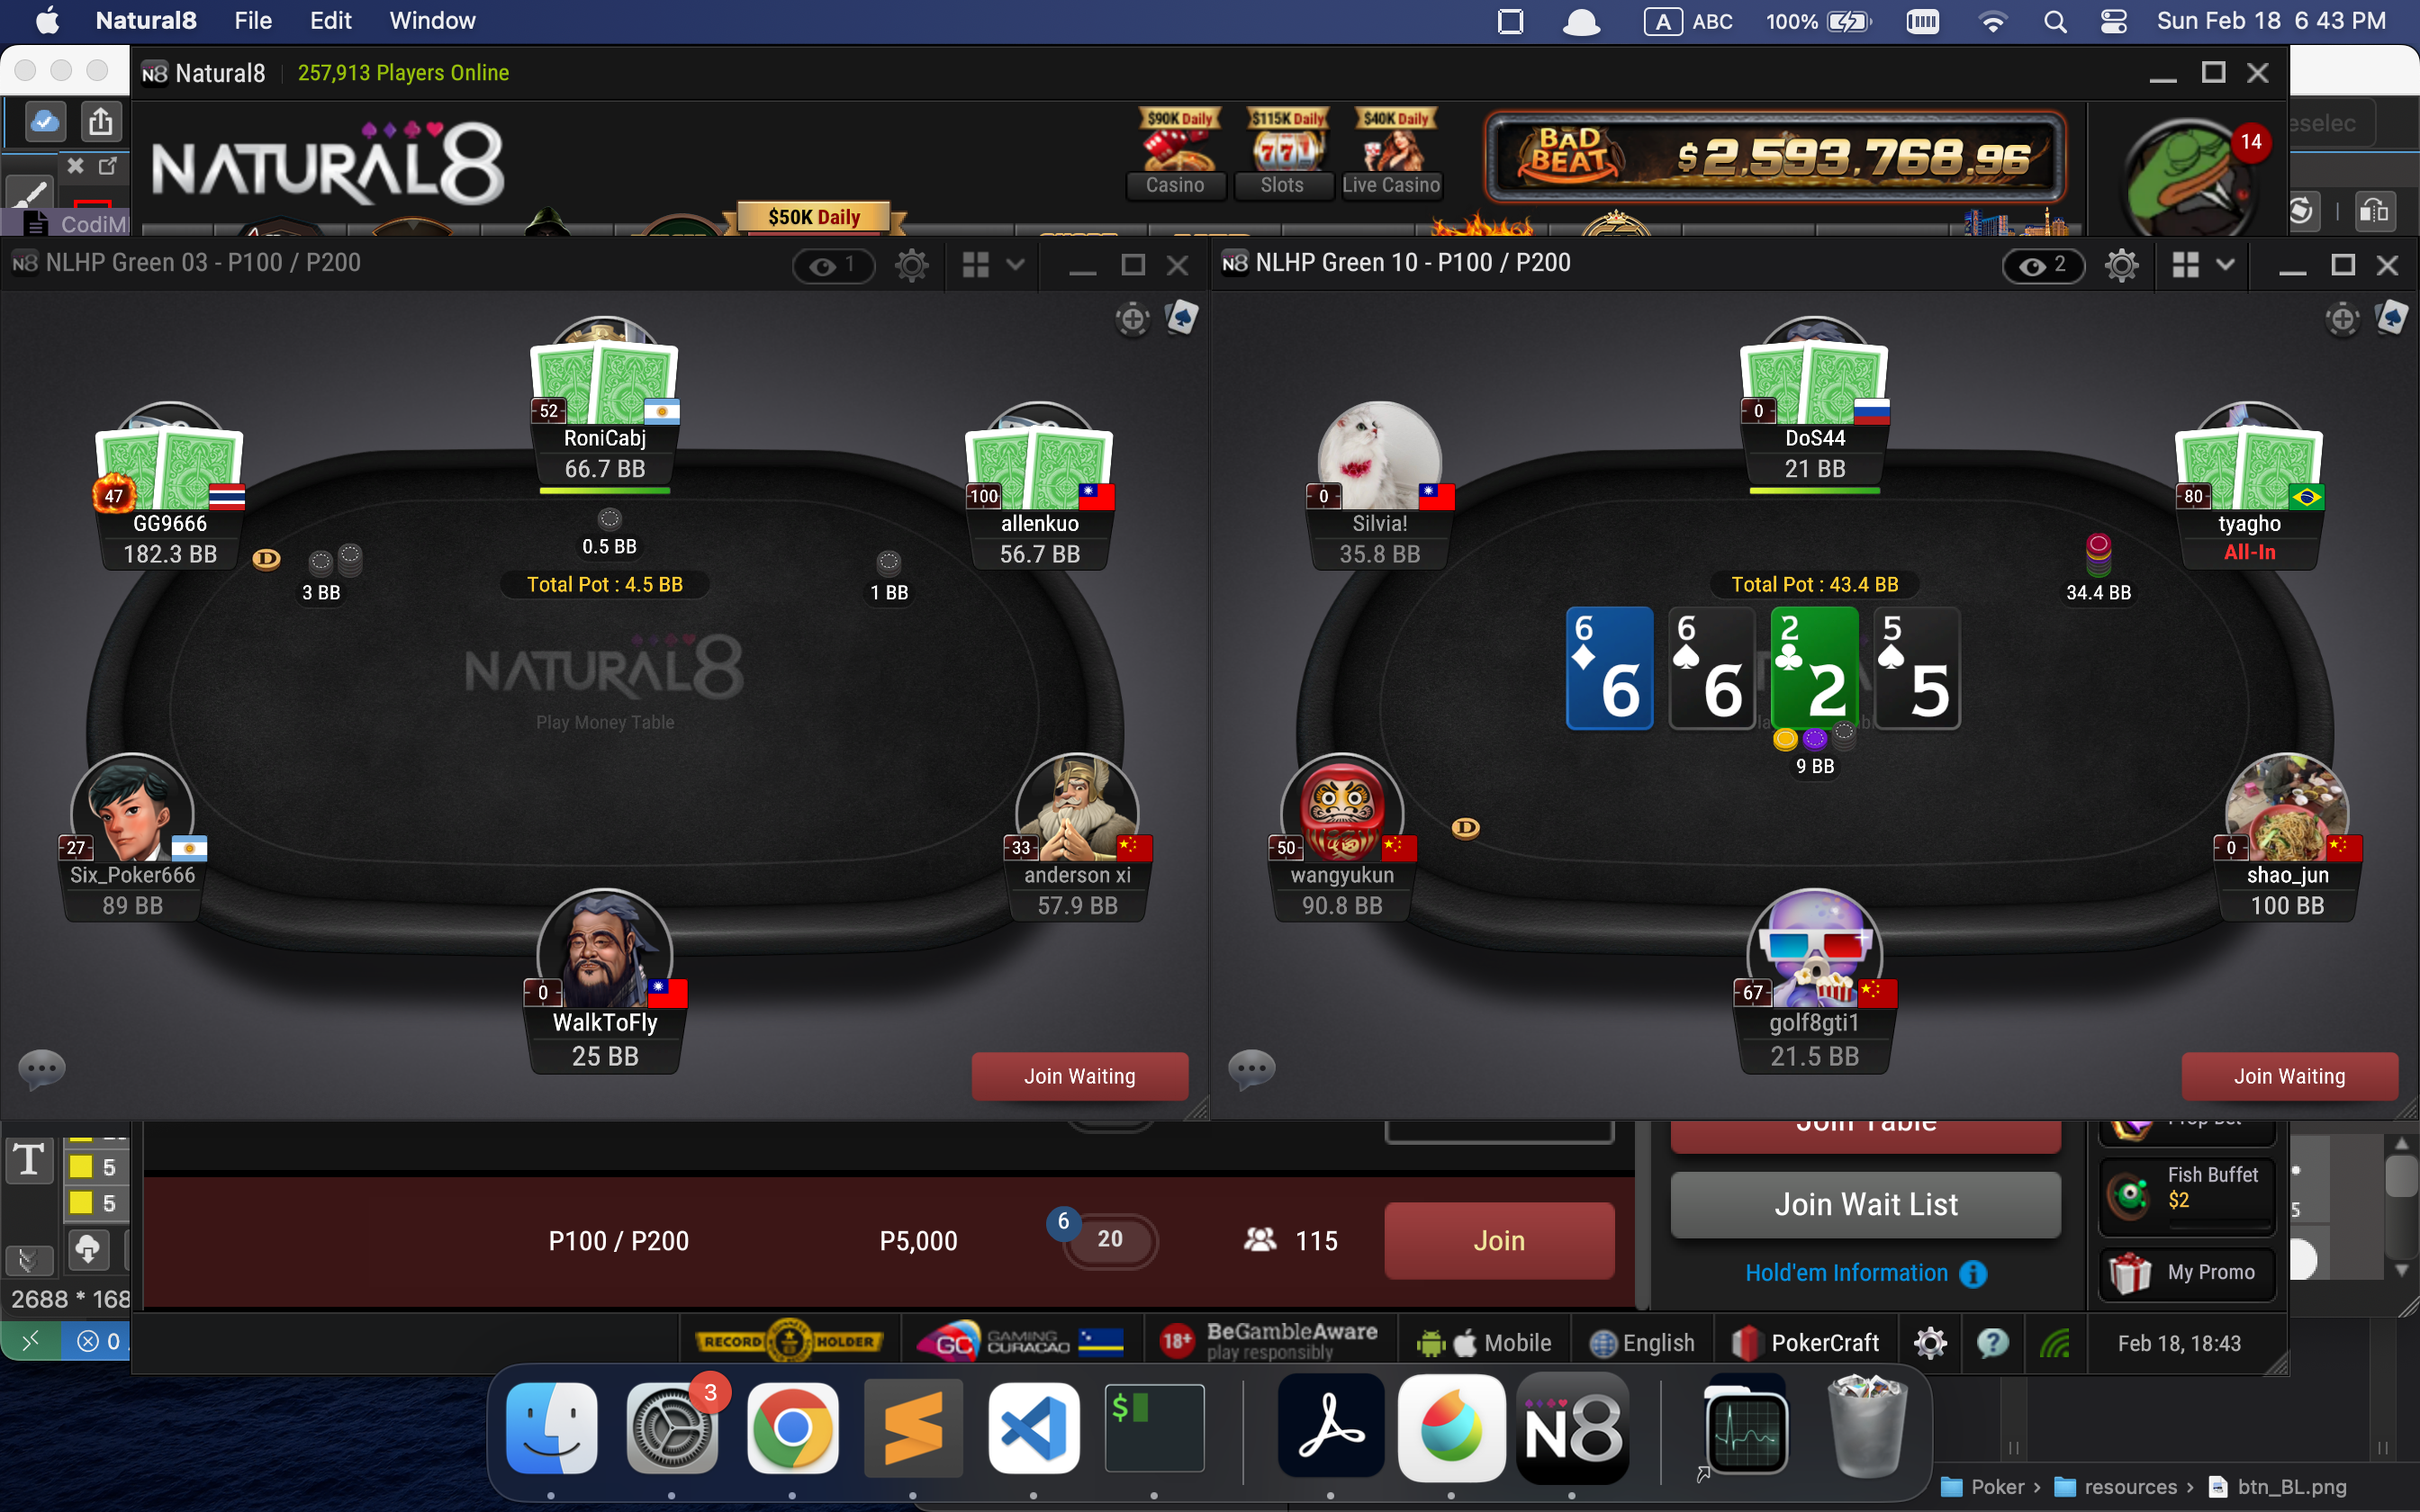 Natural8 File Edit Window
A ABC 100% Sun Feb 18 6 43 PM
N8 Natural8 257,913 Players Online
NATURAL8
$90K Daily
Casino
$115K Daily
777
Slots
$40K Daily
Live Casino
BAD BEAT $2,593,768.96
14
$50K Daily
N8 NLHP Green 03 - P100 / P200
1
52
RoniCabj
66.7 BB
47
GG9666
182.3 BB
100
allenkuo
56.7 BB
D
3 BB
0.5 BB
1 BB
Total Pot : 4.5 BB
NATURAL8
Play Money Table
27
Six_Poker666
89 BB
33
anderson xi
57.9 BB
0
WalkToFly
25 BB
Join Waiting
N8 NLHP Green 10 - P100 / P200
2
0
DoS44
21 BB
0
Silvia!
35.8 BB
80
tyagho
All-In
34.4 BB
Total Pot : 43.4 BB
6 6
6 6
2 2
5 5
9 BB
D
50
wangyukun
90.8 BB
0
shao_jun
100 BB
67
golf8gti1
21.5 BB
Join Waiting
T
5
5
2688 * 168
0
P100 / P200 P5,000 6 20 115 Join
Join Table
Join Wait List
Hold'em Information i
Prop Bet
Fish Buffet
$2
My Promo
RECORD HOLDER
GC GAMING CURACAO
18+ BeGambleAware
play responsibly
Mobile
English
PokerCraft
?
Feb 18, 18:43
3
$
N8
Poker › resources › btn_BL.png